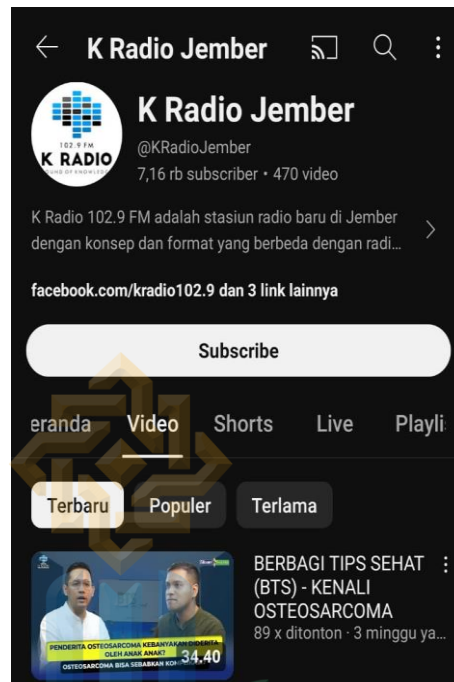 K Radio Jember
102.9 FM
K RADIO
K Radio Jember
@KRadioJember
7,16 rb subscriber • 470 video
K Radio 102.9 FM adalah stasiun radio baru di Jember
dengan konsep dan format yang berbeda dengan radi...
facebook.com/kradio102.9 dan 3 link lainnya
Subscribe
eranda Video Shorts Live Playli
Terbaru Populer Terlama
BERBAGI TIPS SEHAT
(BTS) - KENALI
OSTEOSARCOMA
89 x ditonton · 3 minggu ya...
PENDERITA OSTEOSARCOMA KEBANYAKAN DIDERITA
OLEH ANAK ANAK?
OSTEOSARCOMA BISA SEBABKAN
34.40